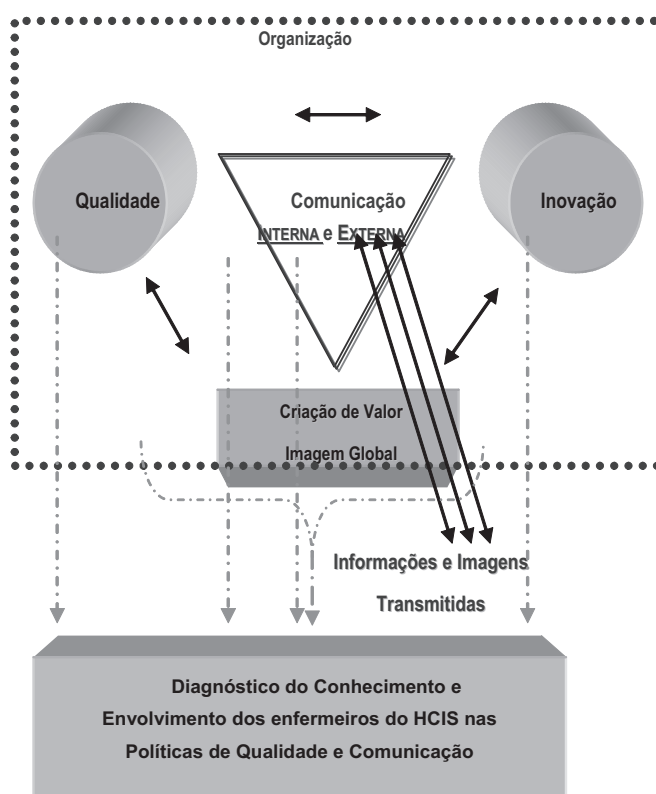 Organização
Qualidade
Comunicação
INTERNA e EXTERNA
Inovação
Criação de Valor
Imagem Global
Informações e Imagens
Transmitidas
Diagnóstico do Conhecimento e
Envolvimento dos enfermeiros do HCIS nas
Políticas de Qualidade e Comunicação